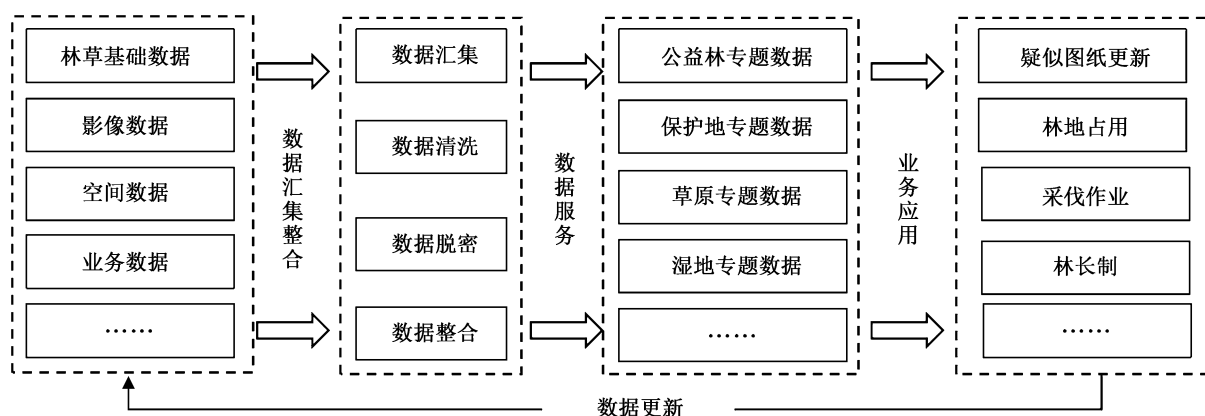 林草基础数据
影像数据
空间数据
业务数据
……
数据汇集整合
数据汇集
数据清洗
数据脱密
数据整合
数据服务
公益林专题数据
保护地专题数据
草原专题数据
湿地专题数据
……
业务应用
疑似图纸更新
林地占用
采伐作业
林长制
……
数据更新